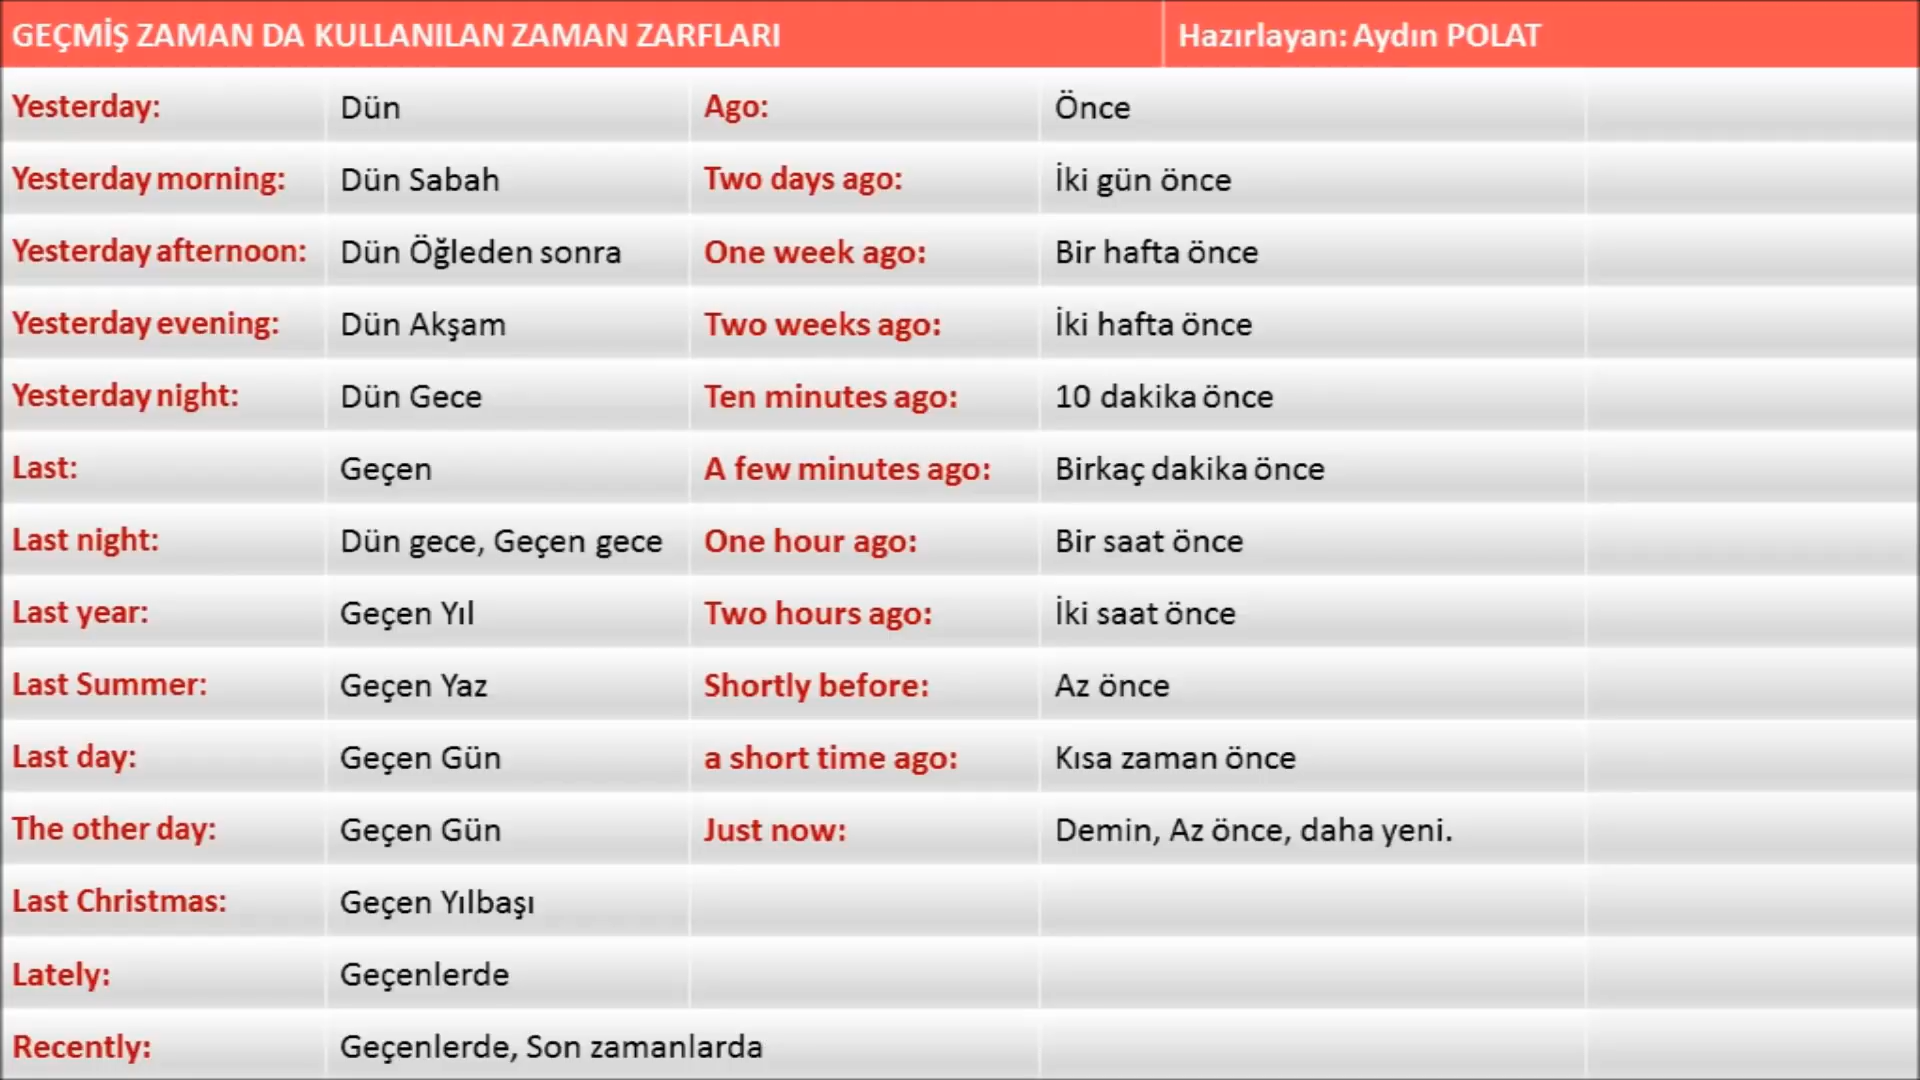 GEÇMİŞ ZAMAN DA KULLANILAN ZAMAN ZARFLARI Hazırlayan: Aydın POLAT
Yesterday: Dün Ago: Önce
Yesterday morning: Dün Sabah Two days ago: İki gün önce
Yesterday afternoon: Dün Öğleden sonra One week ago: Bir hafta önce
Yesterday evening: Dün Akşam Two weeks ago: İki hafta önce
Yesterday night: Dün Gece Ten minutes ago: 10 dakika önce
Last: Geçen A few minutes ago: Birkaç dakika önce
Last night: Dün gece, Geçen gece One hour ago: Bir saat önce
Last year: Geçen Yıl Two hours ago: İki saat önce
Last Summer: Geçen Yaz Shortly before: Az önce
Last day: Geçen Gün a short time ago: Kısa zaman önce
The other day: Geçen Gün Just now: Demin, Az önce, daha yeni.
Last Christmas: Geçen Yılbaşı
Lately: Geçenlerde
Recently: Geçenlerde, Son zamanlarda